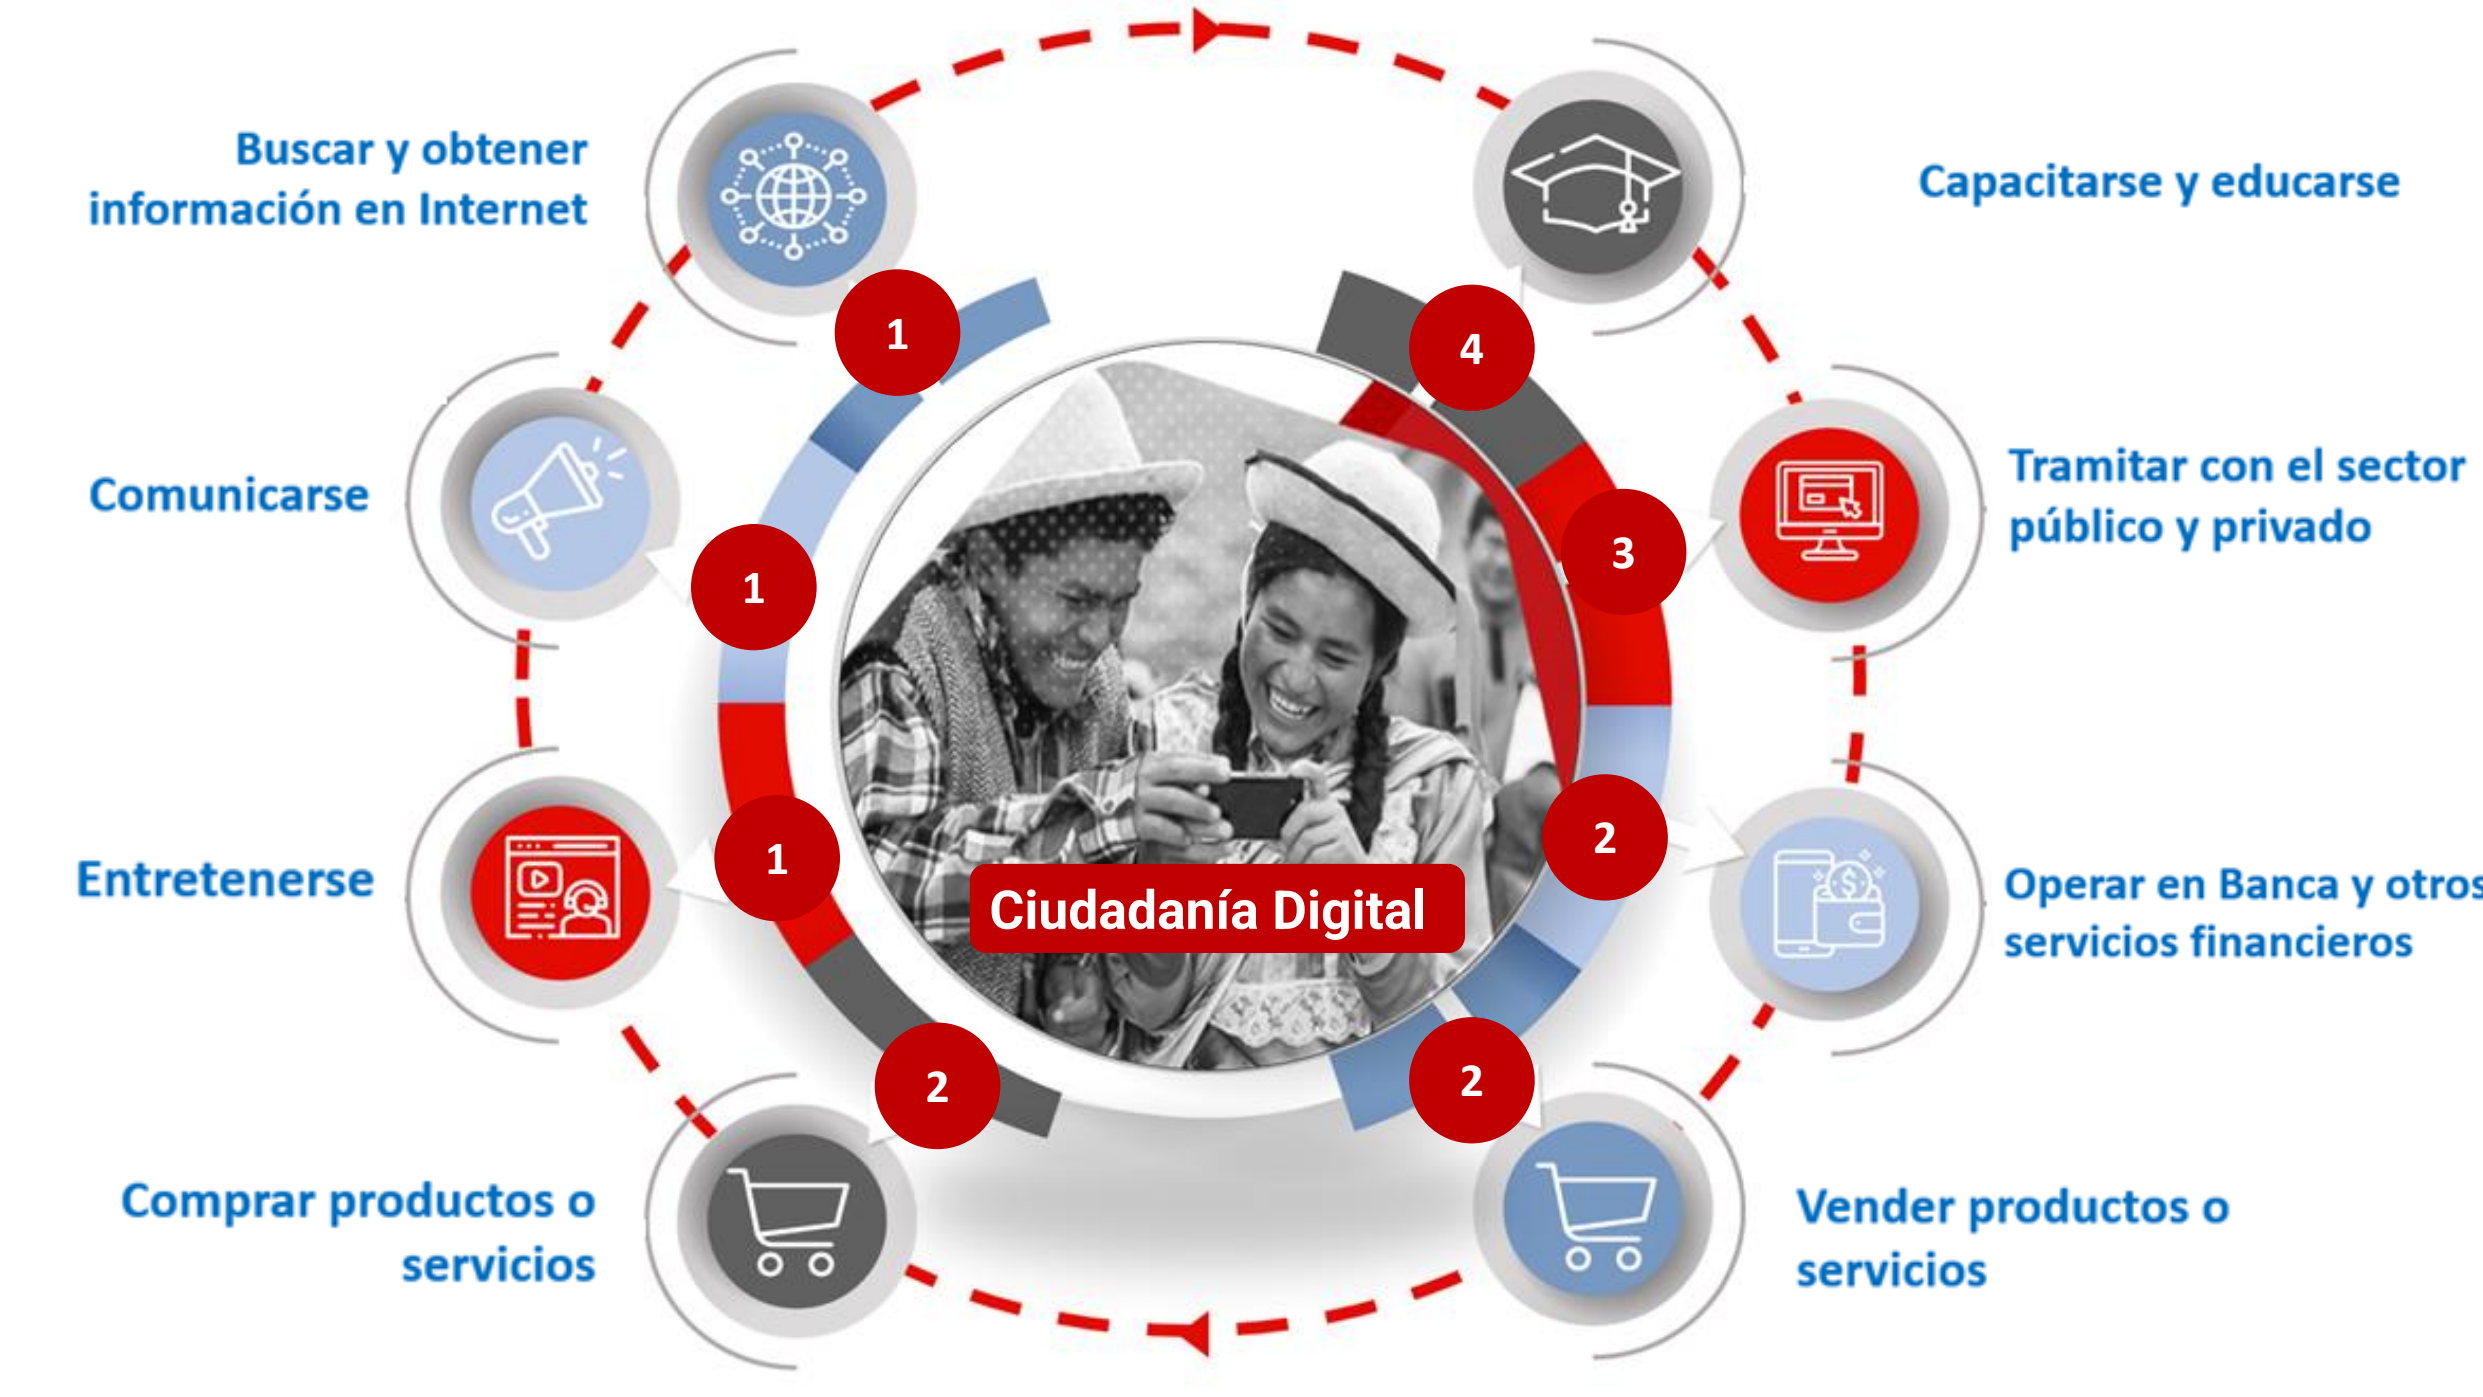 Buscar y obtener
información en Internet
1
Comunicarse
1
Entretenerse
1
Comprar productos o
servicios
2
Ciudadanía Digital
Capacitarse y educarse
4
Tramitar con el sector
público y privado
3
Operar en Banca y otros
servicios financieros
2
Vender productos o
servicios
2